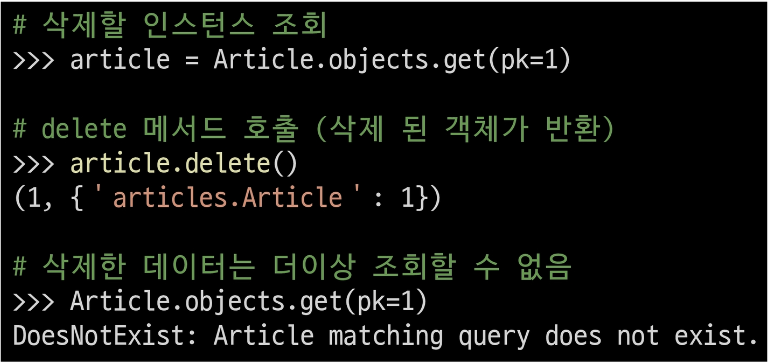 # 삭제할 인스턴스 조회
>>> article = Article.objects.get(pk=1)
# delete 메서드 호출 (삭제 된 객체가 반환)
>>> article.delete()
(1, {'articles.Article': 1})
# 삭제한 데이터는 더이상 조회할 수 없음
>>> Article.objects.get(pk=1)
DoesNotExist: Article matching query does not exist.